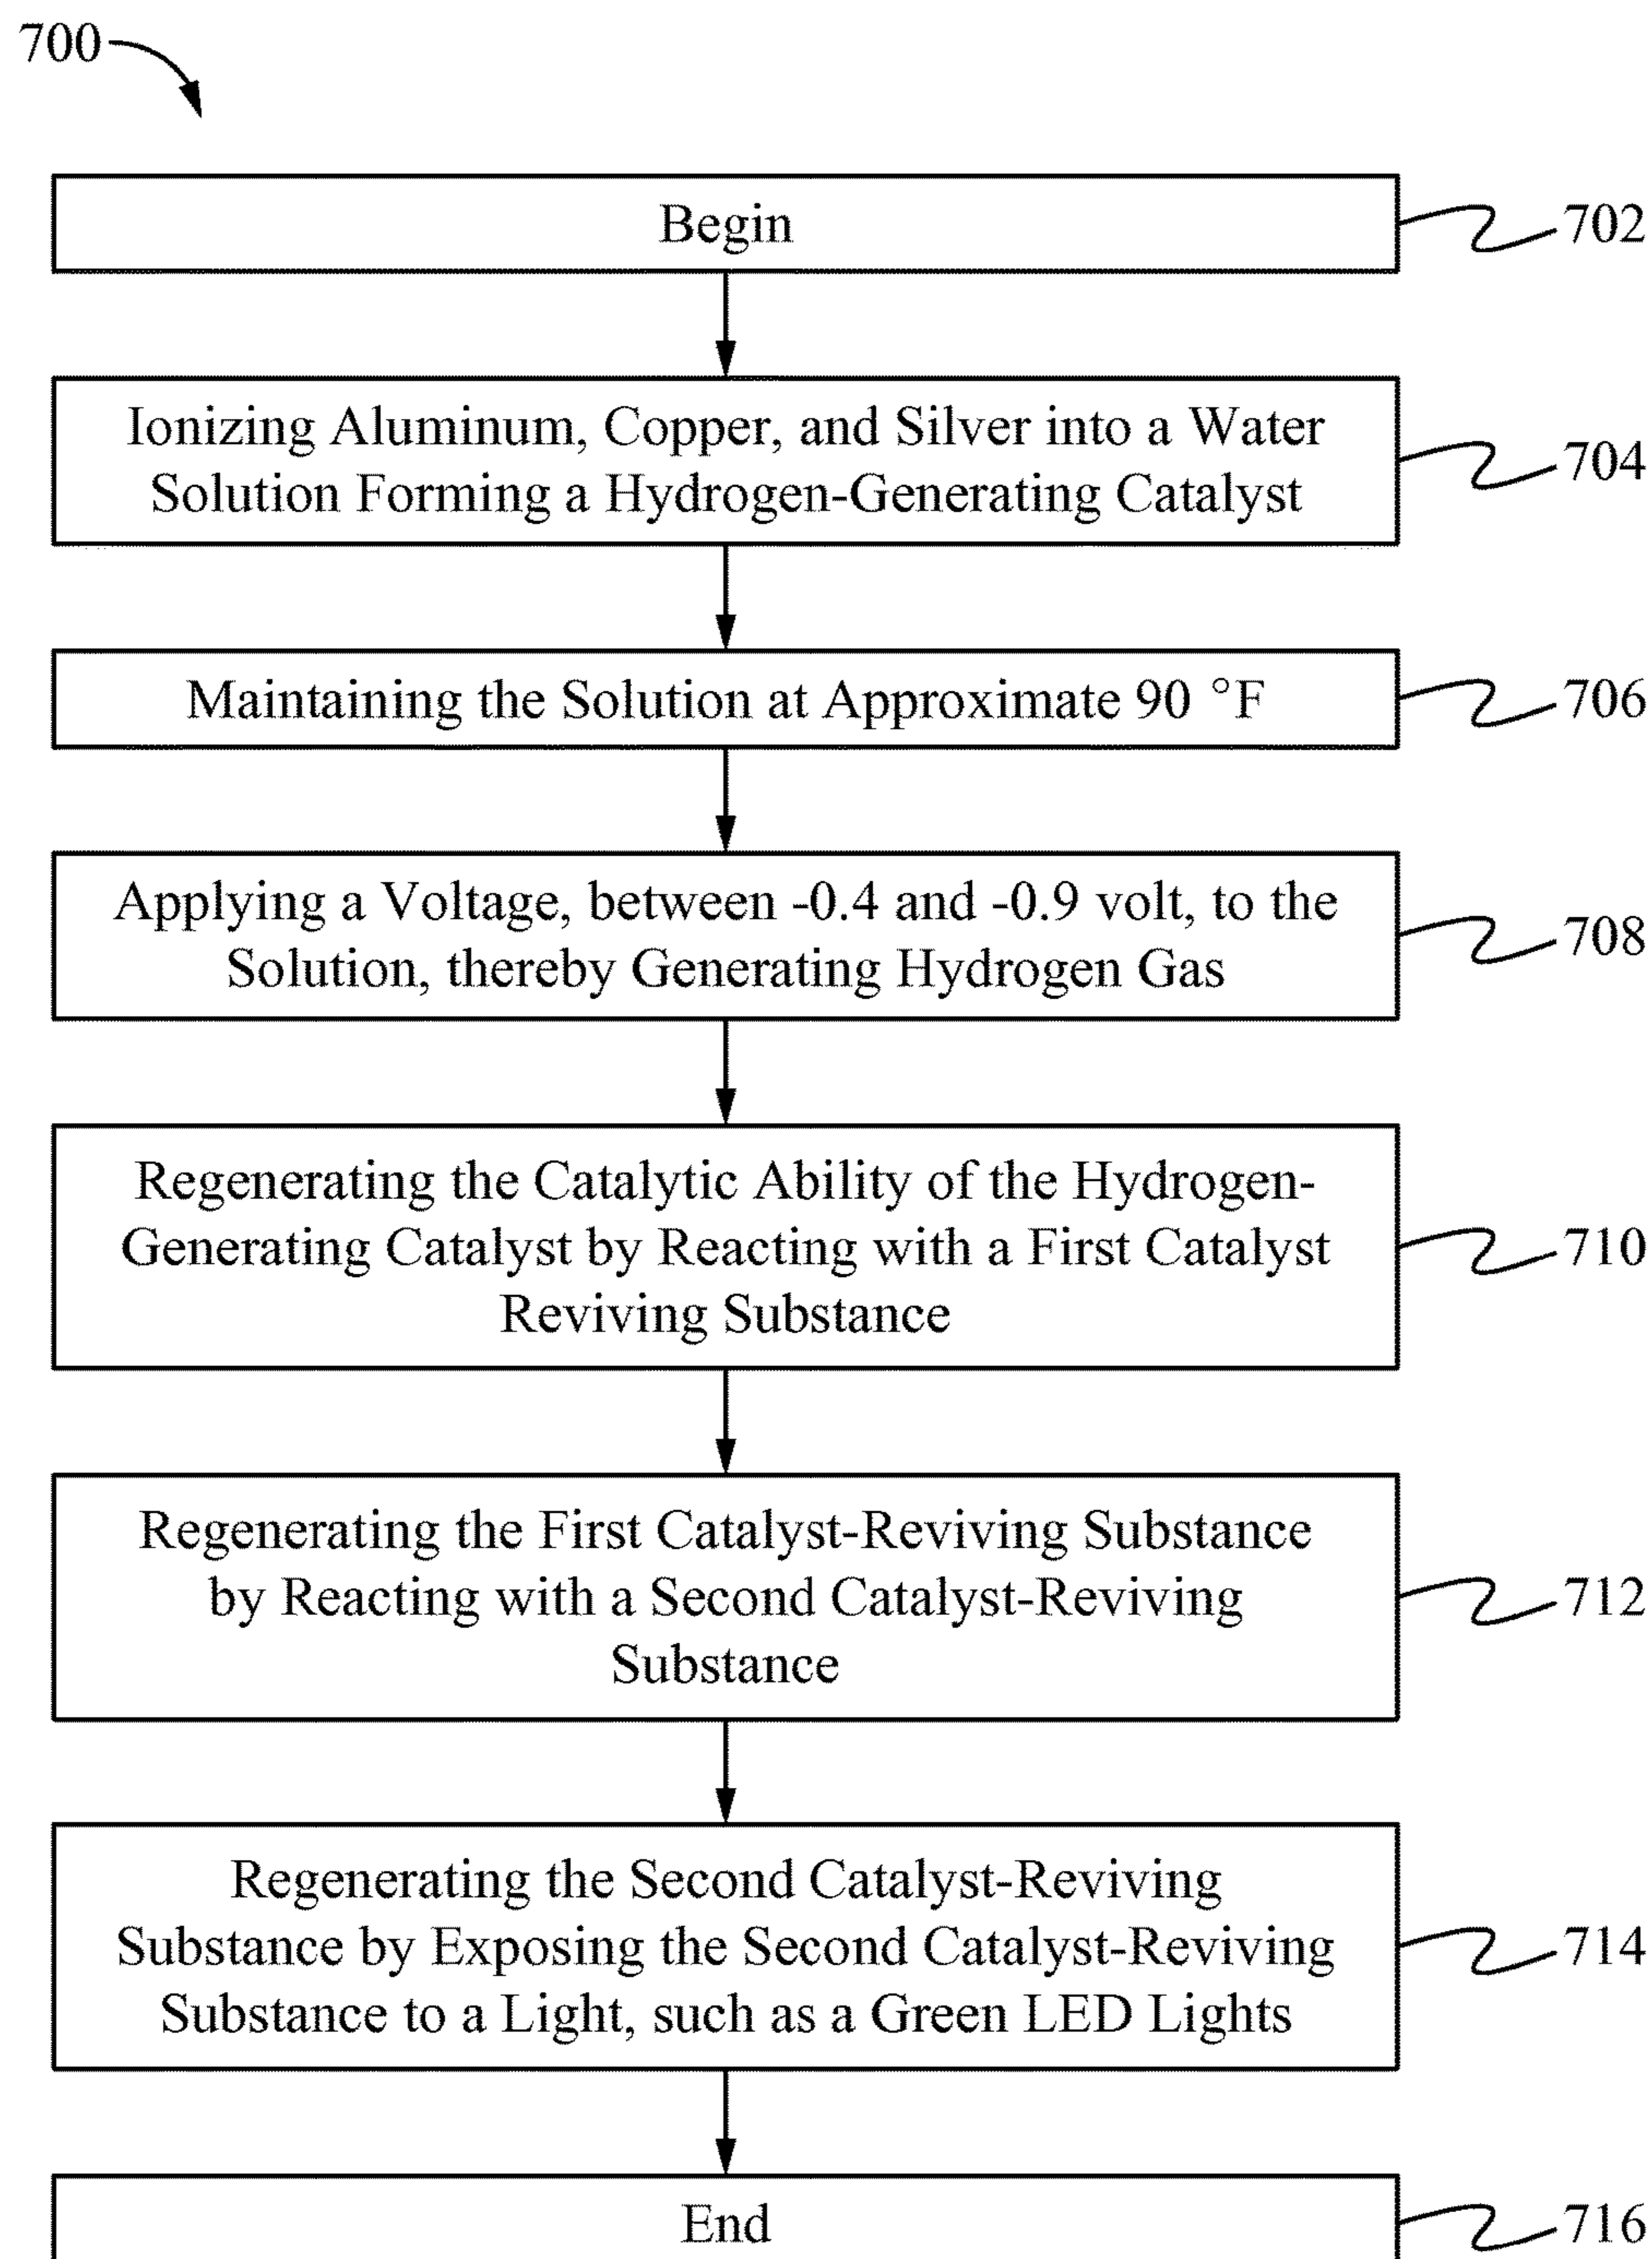 700
Begin
702
Ionizing Aluminum, Copper, and Silver into a Water
Solution Forming a Hydrogen-Generating Catalyst
704
Maintaining the Solution at Approximate 90 °F
706
Applying a Voltage, between -0.4 and -0.9 volt, to the
Solution, thereby Generating Hydrogen Gas
708
Regenerating the Catalytic Ability of the Hydrogen-
Generating Catalyst by Reacting with a First Catalyst
Reviving Substance
710
Regenerating the First Catalyst-Reviving Substance
by Reacting with a Second Catalyst-Reviving
Substance
712
Regenerating the Second Catalyst-Reviving
Substance by Exposing the Second Catalyst-Reviving
Substance to a Light, such as a Green LED Lights
714
End
716